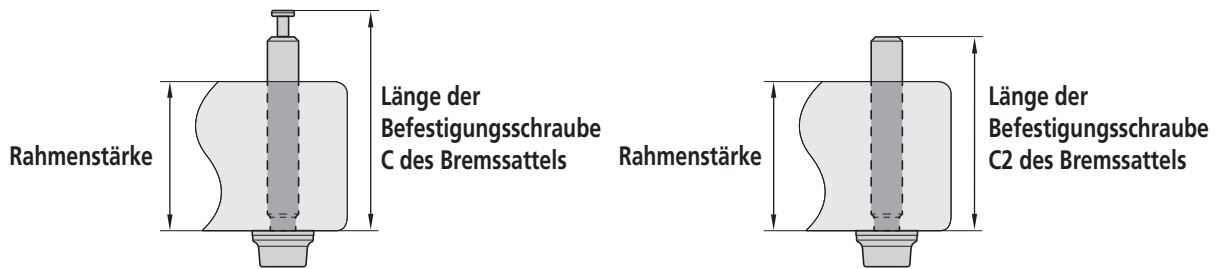 Rahmenstärke
Länge der
Befestigungsschraube
C des Bremssattels
Rahmenstärke
Länge der
Befestigungsschraube
C2 des Bremssattels